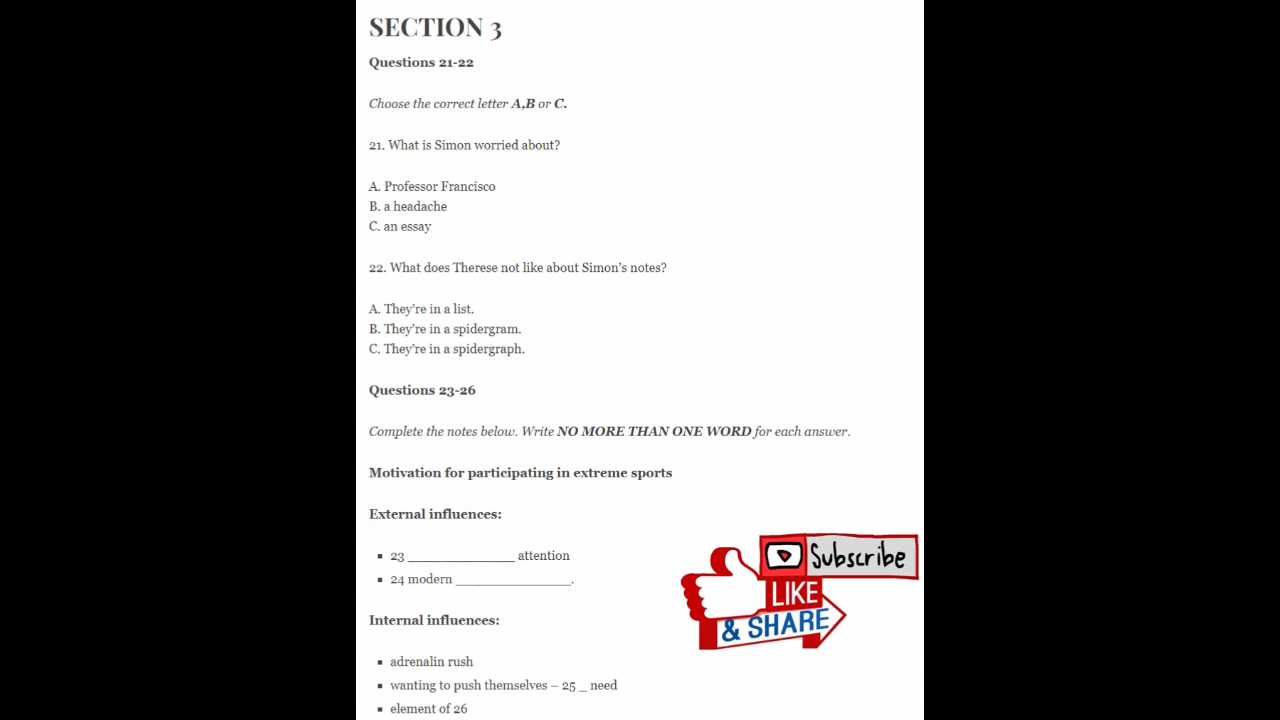 SECTION 3
Questions 21-22
Choose the correct letter A,B or C.
21. What is Simon worried about?
A. Professor Francisco
B. a headache
C. an essay
22. What does Therese not like about Simon’s notes?
A. They’re in a list.
B. They’re in a spidergram.
C. They’re in a spidergraph.
Questions 23-26
Complete the notes below. Write NO MORE THAN ONE WORD for each answer.
Motivation for participating in extreme sports
External influences:
▪ 23 ________________ attention
▪ 24 modern _________________.
Subscribe
LIKE
& SHARE
Internal influences:
▪ adrenalin rush
▪ wanting to push themselves – 25 _ need
▪ element of 26